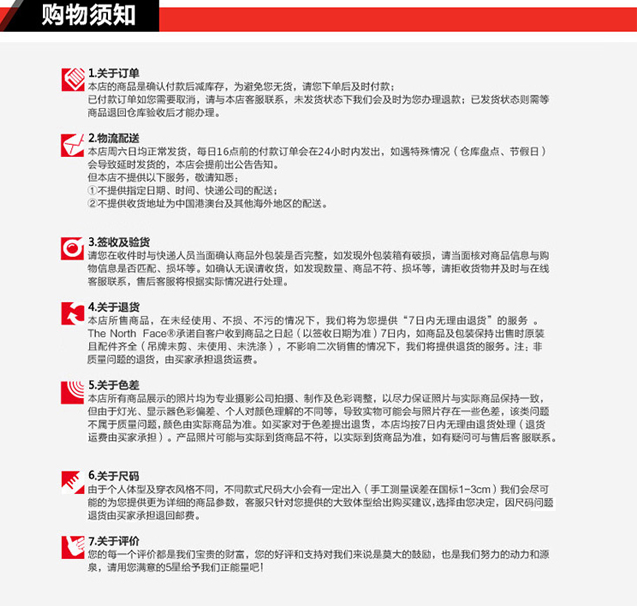 购物须知
1.关于订单
本店的商品是确认付款后减库存，为避免您无货，请您下单后及时付款；
已付款订单如您需要取消，请与本店客服联系，未发货状态下我们会及时为您办理退款；已发货状态则需等
商品退回仓库验收后才能办理。
2.物流配送
本店周六日均正常发货，每日16点前的付款订单会在24小时内发出，如遇特殊情况（仓库盘点、节假日）
会导致延时发货的，本店会提前出公告告知。
但本店不提供以下服务，敬请知悉：
①不提供指定日期、时间、快递公司的配送；
②不提供收货地址为中国港澳台及其他海外地区的配送。
3.签收及验货
请您在收件时与快递人员当面确认商品外包装是否完整，如发现外包装箱有破损，请当面核对商品信息与购
物信息是否匹配、损坏等。如确认无误请收货，如发现数量、商品不符、损坏等，请拒收货物并及时与在线
客服联系，售后客服将根据实际情况进行处理。
4.关于退货
本店所售商品，在未经使用、不损、不污的情况下，我们将为您提供“7日内无理由退货”的服务 。
The North Face®承诺自客户收到商品之日起（以签收日期为准）7日内，如商品及包装保持出售时原装
且配件齐全（吊牌未剪、未使用、未洗涤），不影响二次销售的情况下，我们将提供退货的服务。注：非
质量问题的退货，由买家承担退货运费。
5.关于色差
本店所有商品展示的照片均为专业摄影公司拍摄、制作及色彩调整，以尽力保证照片与实际商品保持一致，
但由于灯光、显示器色彩偏差、个人对颜色理解的不同等，导致实物可能会与照片存在一些色差，该类问题
不属于质量问题,颜色由实际商品为准。如买家对于色差提出退货，本店均按7日内无理由退货处理（退货
运费由买家承担）。产品照片可能与实际到货商品不符，以实际到货商品为准，如有疑问可与售后客服联系。
6.关于尺码
由于个人体型及穿衣风格不同，不同款式尺码大小会有一定出入（手工测量误差在国标1-3cm）我们会尽可
能的为您提供更为详细的商品参数，客服只针对您提供的大致体型给出购买建议,选择由您决定，因尺码问题
退货由买家承担退回邮费。
7.关于评价
您的每一个评价都是我们宝贵的财富，您的好评和支持对我们来说是莫大的鼓励，也是我们努力的动力和源
泉，请用您满意的5星给予我们正能量吧！